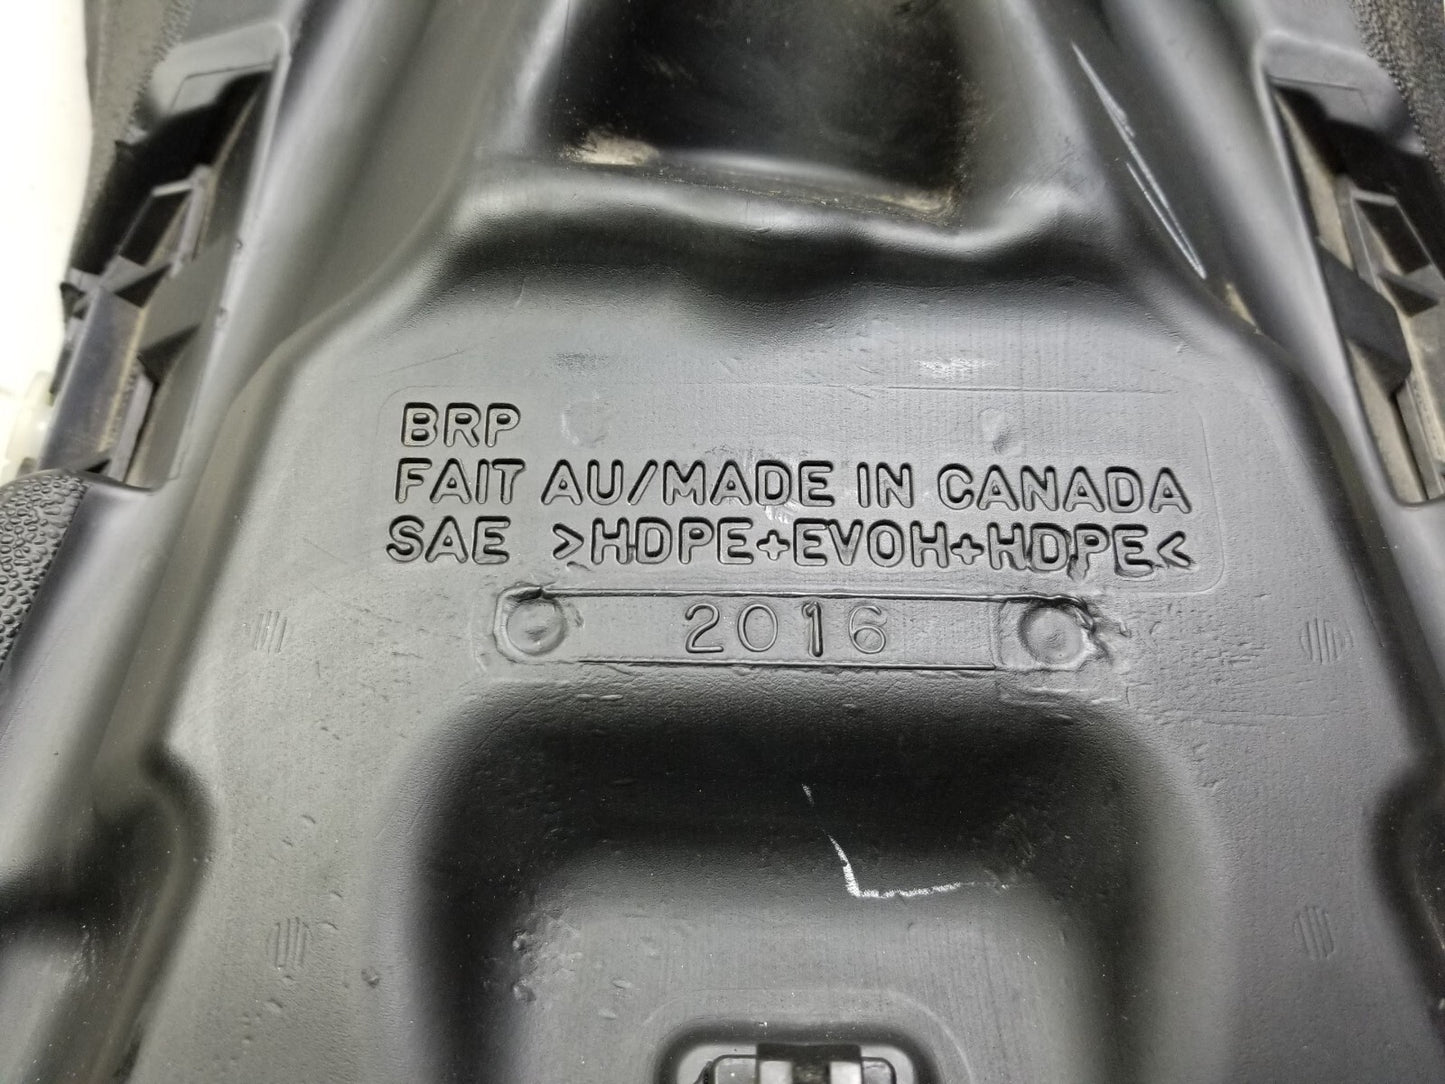 BRP
FAIT AU/MADE IN CANADA
SAE >HDPE+EVOH+HDPE<
2016